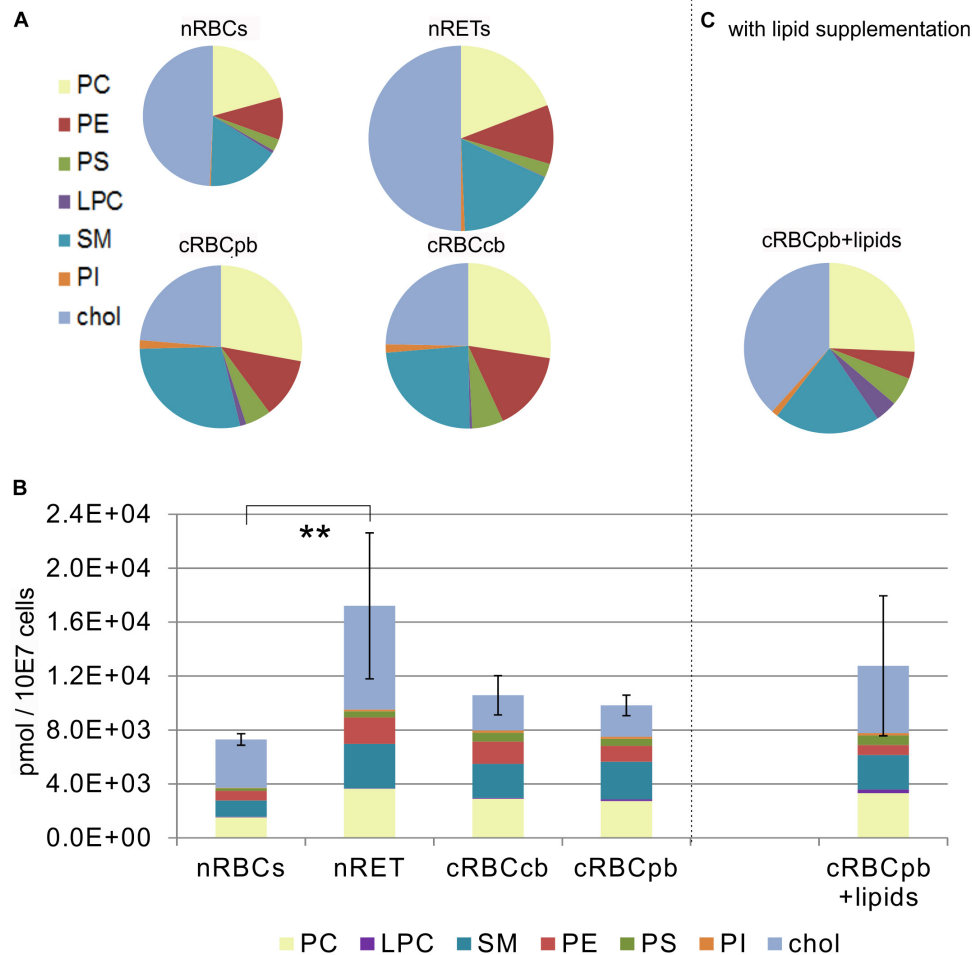 A
nRBCs
nRETs
C
with lipid supplementation
PC
PE
PS
LPC
SM
PI
chol
cRBCpb
cRBCcb
cRBCpb+lipids
B
**
2.4E+04
2.0E+04
1.6E+04
1.2E+04
8.0E+03
4.0E+03
0.0E+00
pmol / 10E7 cells
nRBCs
nRET
cRBCcb
cRBCpb
cRBCpb
+lipids
PC LPC SM PE PS PI chol